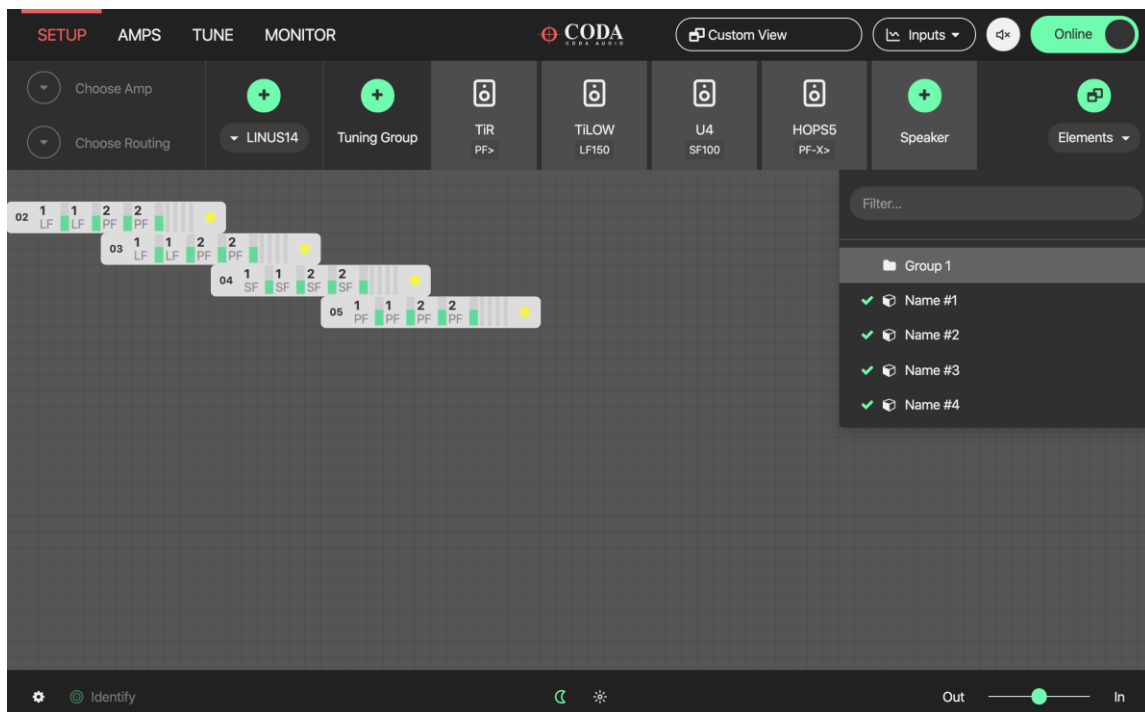 SETUP AMPS TUNE MONITOR CODA Custom View Inputs Online
CODA AUDIO
Choose Amp
Choose Routing
LINUS14
Tuning Group
TiR
PF>
TiLOW
LF150
U4
SF100
HOPS5
PF-X>
Speaker
Elements
Filter...
Group 1
Name #1
Name #2
Name #3
Name #4
02 1 1 2 2
LF LF PF PF
03 1 1 2 2
LF LF PF PF
04 1 1 2 2
SF SF SF SF
05 1 1 2 2
PF PF PF PF
Identify
Out In